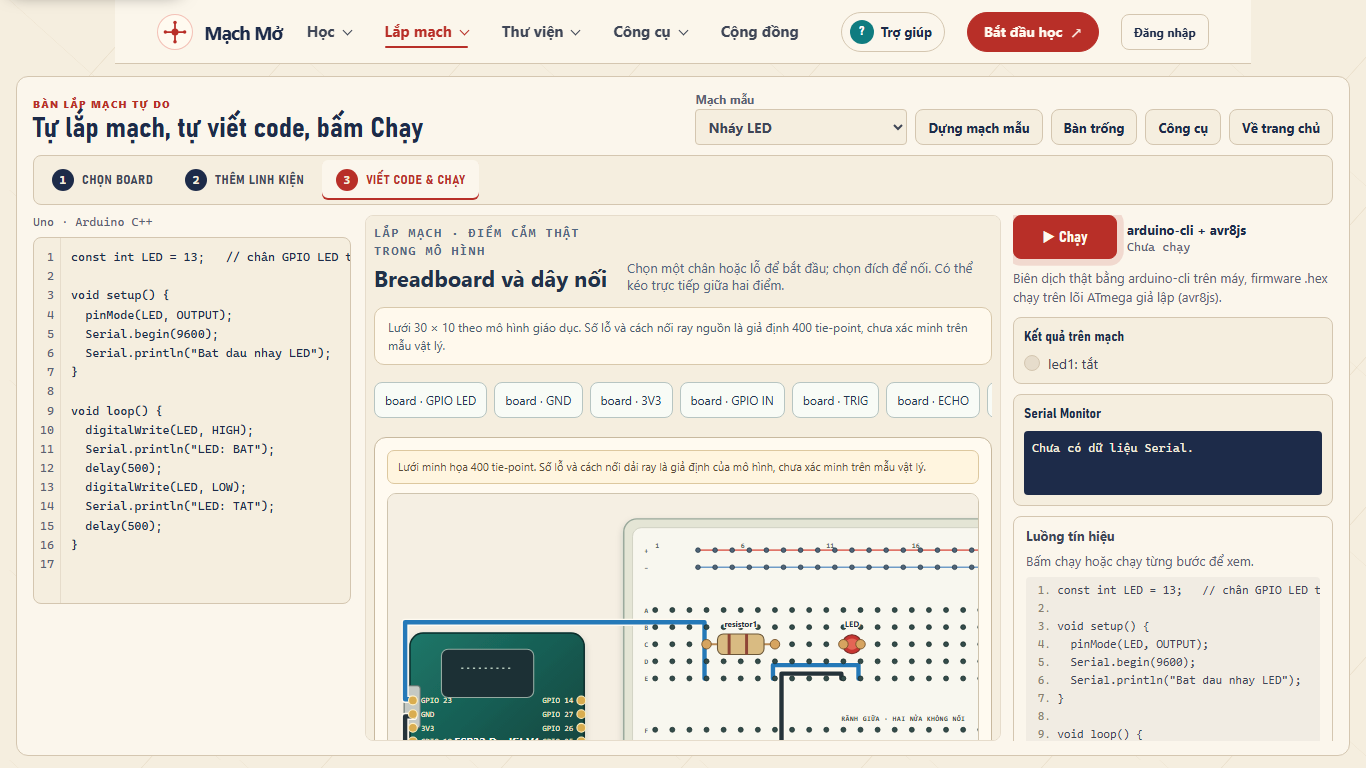 Mạch Mở
Học
Lắp mạch
Thư viện
Công cụ
Cộng đồng
? Trợ giúp
Bắt đầu học ↗
Đăng nhập
BÀN LẮP MẠCH TỰ DO
Tự lắp mạch, tự viết code, bấm Chạy
Mạch mẫu
Nháy LED
Dựng mạch mẫu
Bàn trống
Công cụ
Về trang chủ
1 CHỌN BOARD
2 THÊM LINH KIỆN
3 VIẾT CODE & CHẠY
Uno · Arduino C++
1 const int LED = 13;   // chân GPIO LED t
2
3 void setup() {
4   pinMode(LED, OUTPUT);
5   Serial.begin(9600);
6   Serial.println("Bat dau nhay LED");
7 }
8
9 void loop() {
10   digitalWrite(LED, HIGH);
11   Serial.println("LED: BAT");
12   delay(500);
13   digitalWrite(LED, LOW);
14   Serial.println("LED: TAT");
15   delay(500);
16 }
17
LẮP MẠCH · ĐIỂM CẮM THẬT
TRONG MÔ HÌNH
Breadboard và dây nối
Chọn một chân hoặc lỗ để bắt đầu; chọn đích để nối. Có thể
kéo trực tiếp giữa hai điểm.
Lưới 30 × 10 theo mô hình giáo dục. Số lỗ và cách nối ray nguồn là giả định 400 tie-point, chưa xác minh trên
mẫu vật lý.
board · GPIO LED
board · GND
board · 3V3
board · GPIO IN
board · TRIG
board · ECHO
Lưới minh họa 400 tie-point. Số lỗ và cách nối dải ray là giả định của mô hình, chưa xác minh trên mẫu vật lý.
1 6 11 16
+
−
A
B
C
D
E
F
resistor1
LED
RÃNH GIỮA · HAI NỬA KHÔNG NỐI
GPIO 23
GND
3V3
GPIO 14
GPIO 27
GPIO 26
▶ Chạy
arduino-cli + avr8js
Chưa chạy
Biên dịch thật bằng arduino-cli trên máy, firmware .hex
chạy trên lõi ATmega giả lập (avr8js).
Kết quả trên mạch
led1: tắt
Serial Monitor
Chưa có dữ liệu Serial.
Luồng tín hiệu
Bấm chạy hoặc chạy từng bước để xem.
1. const int LED = 13;   // chân GPIO LED t
2.
3. void setup() {
4.   pinMode(LED, OUTPUT);
5.   Serial.begin(9600);
6.   Serial.println("Bat dau nhay LED");
7. }
8.
9. void loop() {